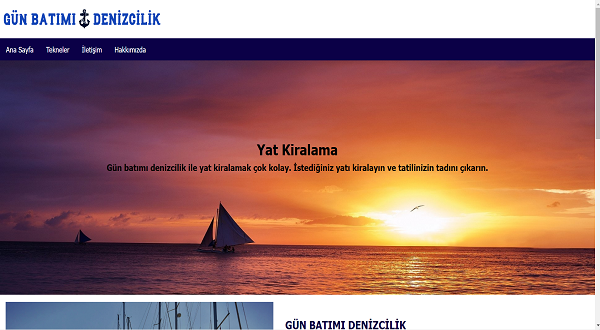 GÜN BATIMI DENİZCİLİK
Ana Sayfa Tekneler İletişim Hakkımızda
Yat Kiralama
Gün batımı denizcilik ile yat kiralamak çok kolay. İstediğiniz yatı kiralayın ve tatilinizin tadını çıkarın.
GÜN BATIMI DENİZCİLİK